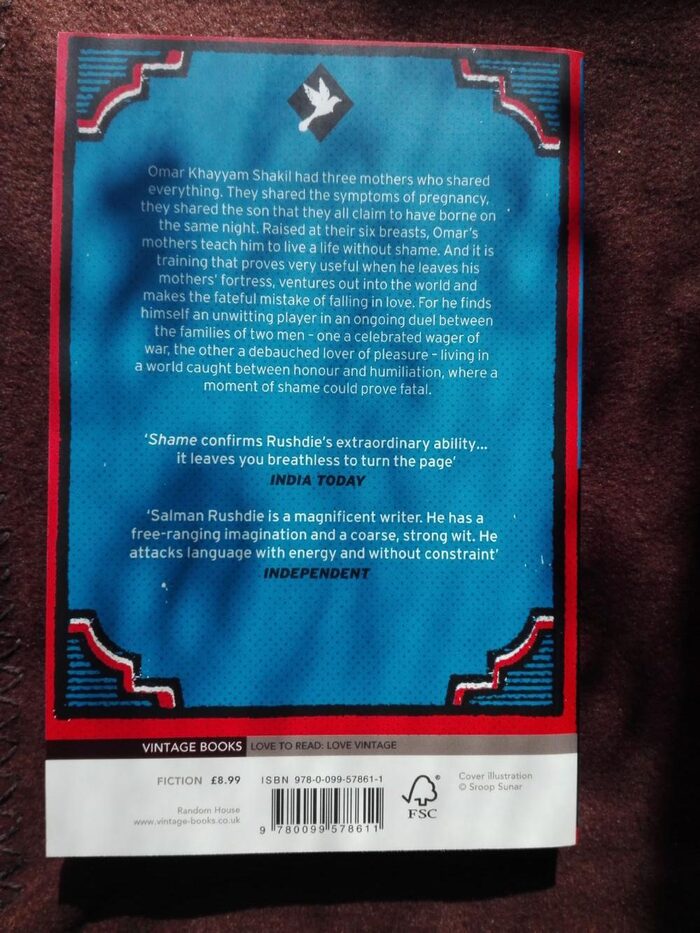 Omar Khayyam Shakil had three mothers who shared
everything. They shared the symptoms of pregnancy,
they shared the son that they all claim to have borne on
the same night. Raised at their six breasts, Omar's
mothers teach him to live a life without shame. And it is
training that proves very useful when he leaves his
mothers' fortress, ventures out into the world and
makes the fateful mistake of falling in love. For he finds
himself an unwitting player in an ongoing duel between
the families of two men – one a celebrated wager of
war, the other a debauched lover of pleasure – living in
a world caught between honour and humiliation, where a
moment of shame could prove fatal.
'Shame confirms Rushdie's extraordinary ability...
it leaves you breathless to turn the page'
INDIA TODAY
'Salman Rushdie is a magnificent writer. He has a
free-ranging imagination and a coarse, strong wit. He
attacks language with energy and without constraint'
INDEPENDENT
VINTAGE BOOKS LOVE TO READ: LOVE VINTAGE
FICTION £8.99
Random House
www.vintage-books.co.uk
ISBN 978-0-099-57861-1
9 780099 578611
FSC
Cover illustration
© Sroop Sunar